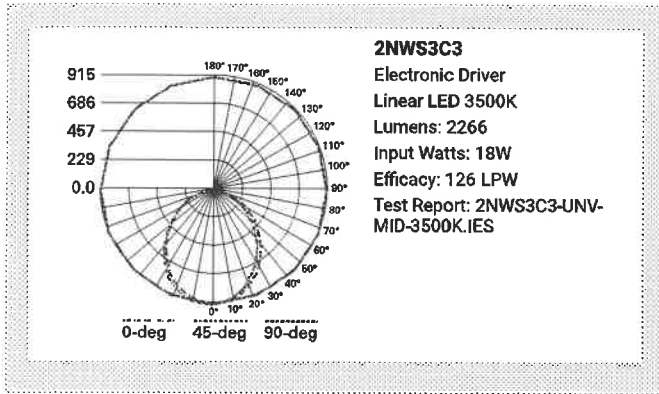 2NWS3C3
Electronic Driver
Linear LED 3500K
Lumens: 2266
Input Watts: 18W
Efficacy: 126 LPW
Test Report: 2NWS3C3-UNV-
MID-3500K.IES
915
686
457
229
0.0
180° 170° 160° 150° 140° 130° 120° 110° 100° 90° 80° 70° 60° 50° 40° 30° 20° 10° 0°
0-deg 45-deg 90-deg